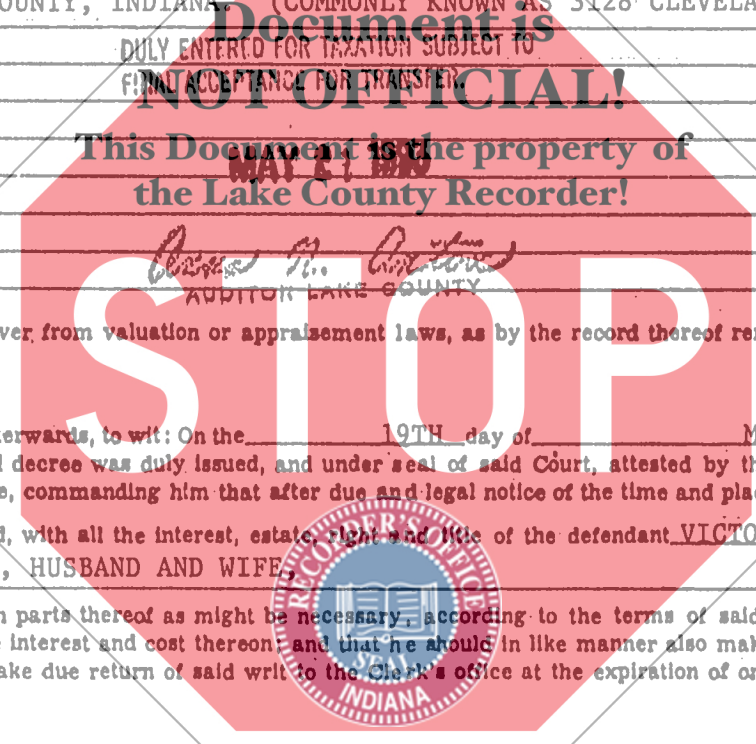 OUNTY, INDIANA. (COMMONLY KNOWN AS 5128 CLEVELA
Document is
DULY ENTERED FOR TAXATION SUBJECT TO
FINAL ACCEPTANCE FOR TRANSFER.
NOT OFFICIAL!
This Document is the property of
MAY
the Lake County Recorder!
AUDITOR LAKE COUNTY
STOP
ver from valuation or appraisement laws, as by the record thereof re
erwards, to wit: On the 19TH day of M
l decree was duly issued, and under seal of said Court, attested by th
e, commanding him that after due and legal notice of the time and pla
d, with all the interest, estate, right and title of the defendant VICTO
, HUSBAND AND WIFE,
RECORDER'S OFFICE
h parts thereof as might be necessary, according to the terms of said
e interest and cost thereon; and that he should in like manner also mak
ake due return of said writ to the Clerk's office at the expiration of or
SEAL
INDIANA